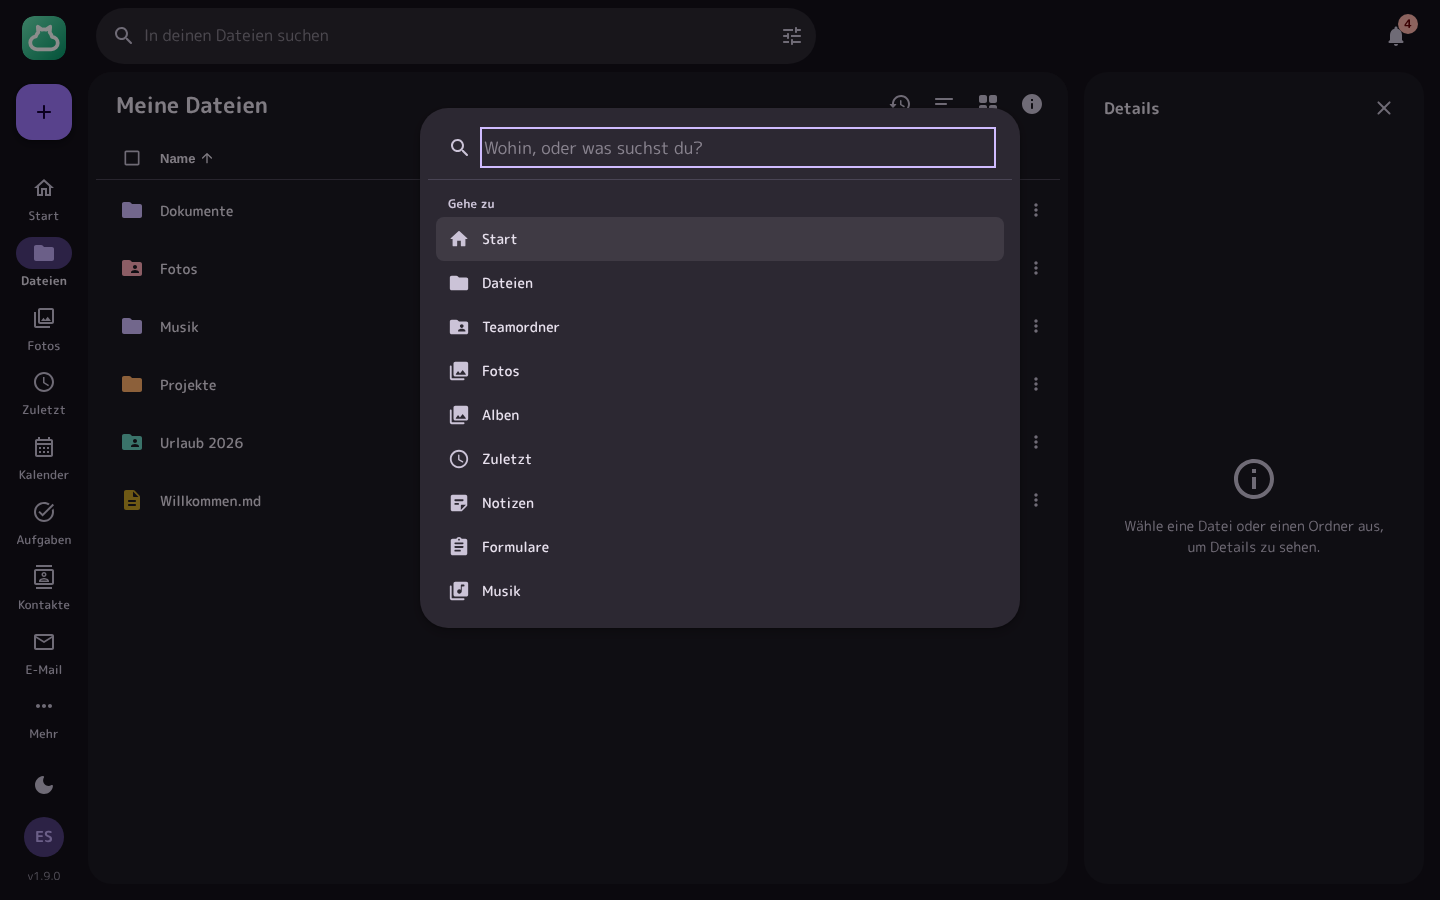 In deinen Dateien suchen
4
Start
Dateien
Fotos
Zuletzt
Kalender
Aufgaben
Kontakte
E-Mail
Mehr
ES
v1.9.0
Meine Dateien
Name
Dokumente
Fotos
Musik
Projekte
Urlaub 2026
Willkommen.md
Wohin, oder was suchst du?
Gehe zu
Start
Dateien
Teamordner
Fotos
Alben
Zuletzt
Notizen
Formulare
Musik
Details
Wähle eine Datei oder einen Ordner aus,
um Details zu sehen.